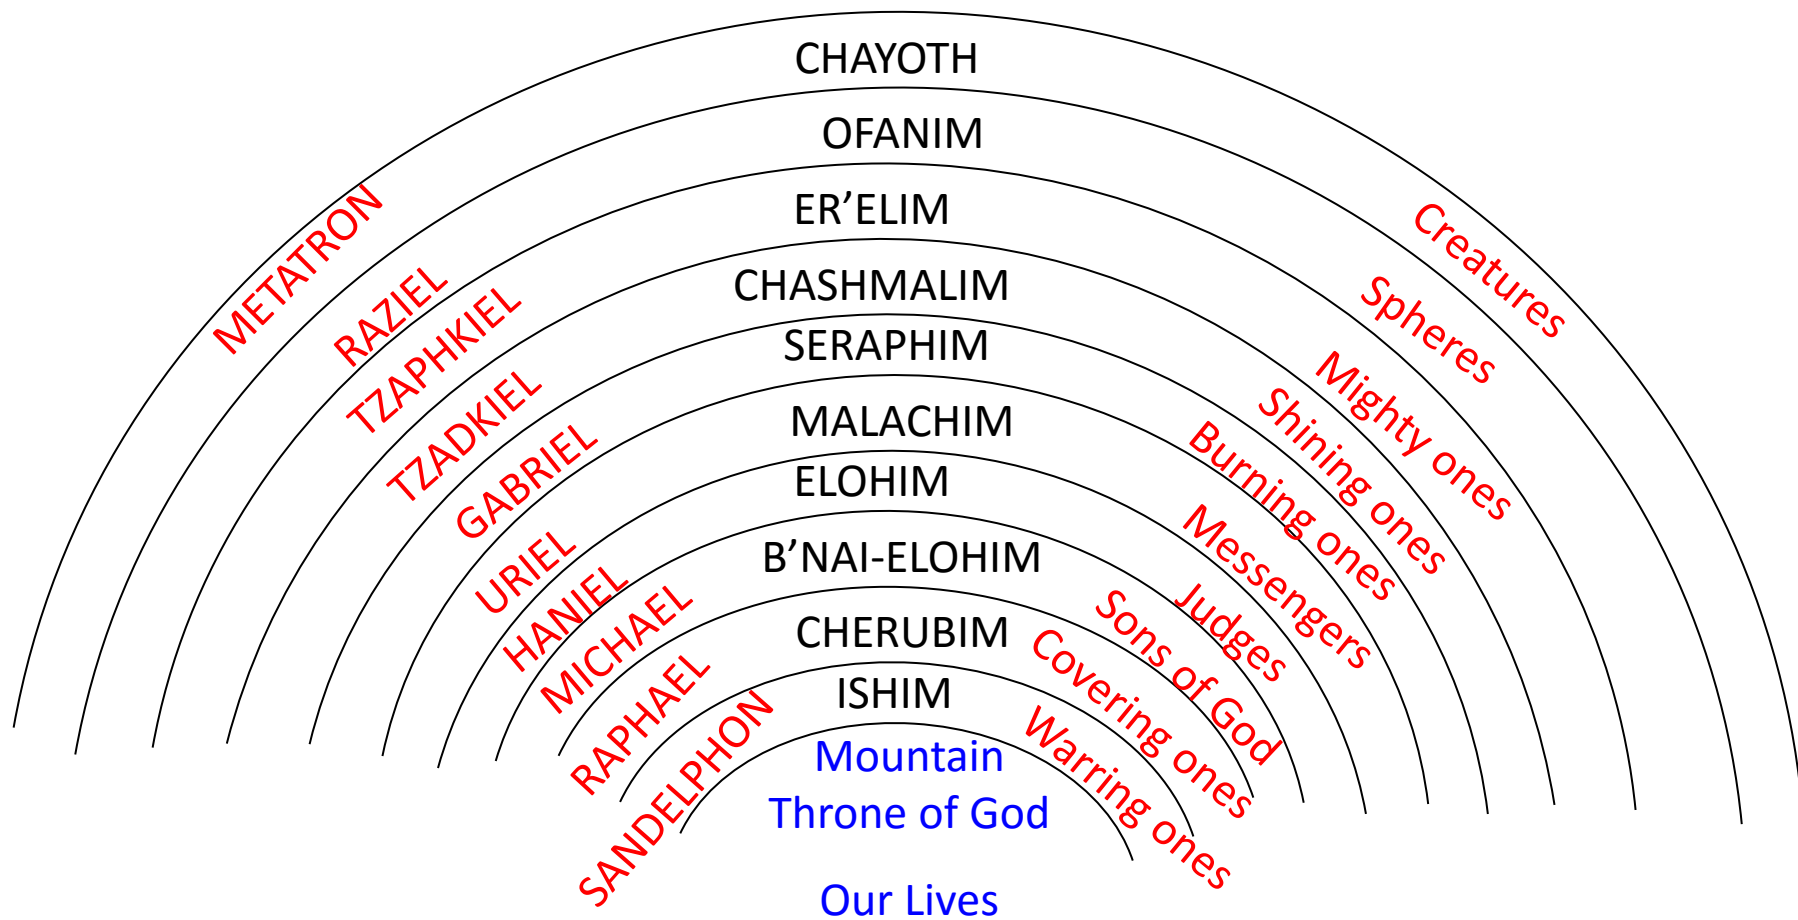 CHAYOTH
OFANIM
ER’ELIM
CHASHMALIM
SERAPHIM
MALACHIM
ELOHIM
B’NAI-ELOHIM
CHERUBIM
ISHIM
Mountain
Throne of God
Our Lives
METATRON
RAZIEL
TZAPHKIEL
TZADKIEL
GABRIEL
URIEL
HANIEL
MICHAEL
RAPHAEL
SANDELPHON
Creatures
Spheres
Mighty ones
Shining ones
Burning ones
Messengers
Judges
Sons of God
Covering ones
Warring ones